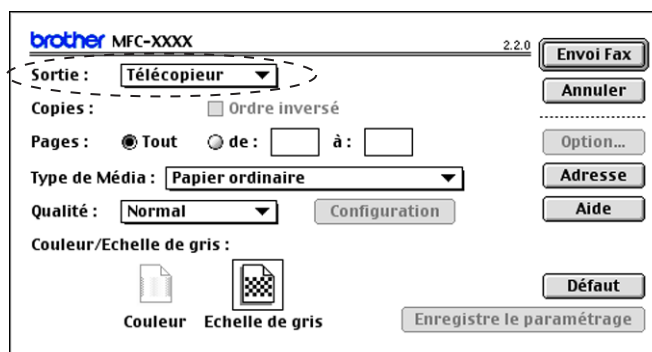 brother MFC-XXXX 2.2.0 Envoi Fax
Sortie : Télécopieur Annuler
Copies : Ordre inversé
Pages : Tout de : à : Option...
Type de Média : Papier ordinaire Adresse
Qualité : Normal Configuration Aide
Couleur/Echelle de gris :
Défaut
Couleur Echelle de gris Enregistre le paramétrage